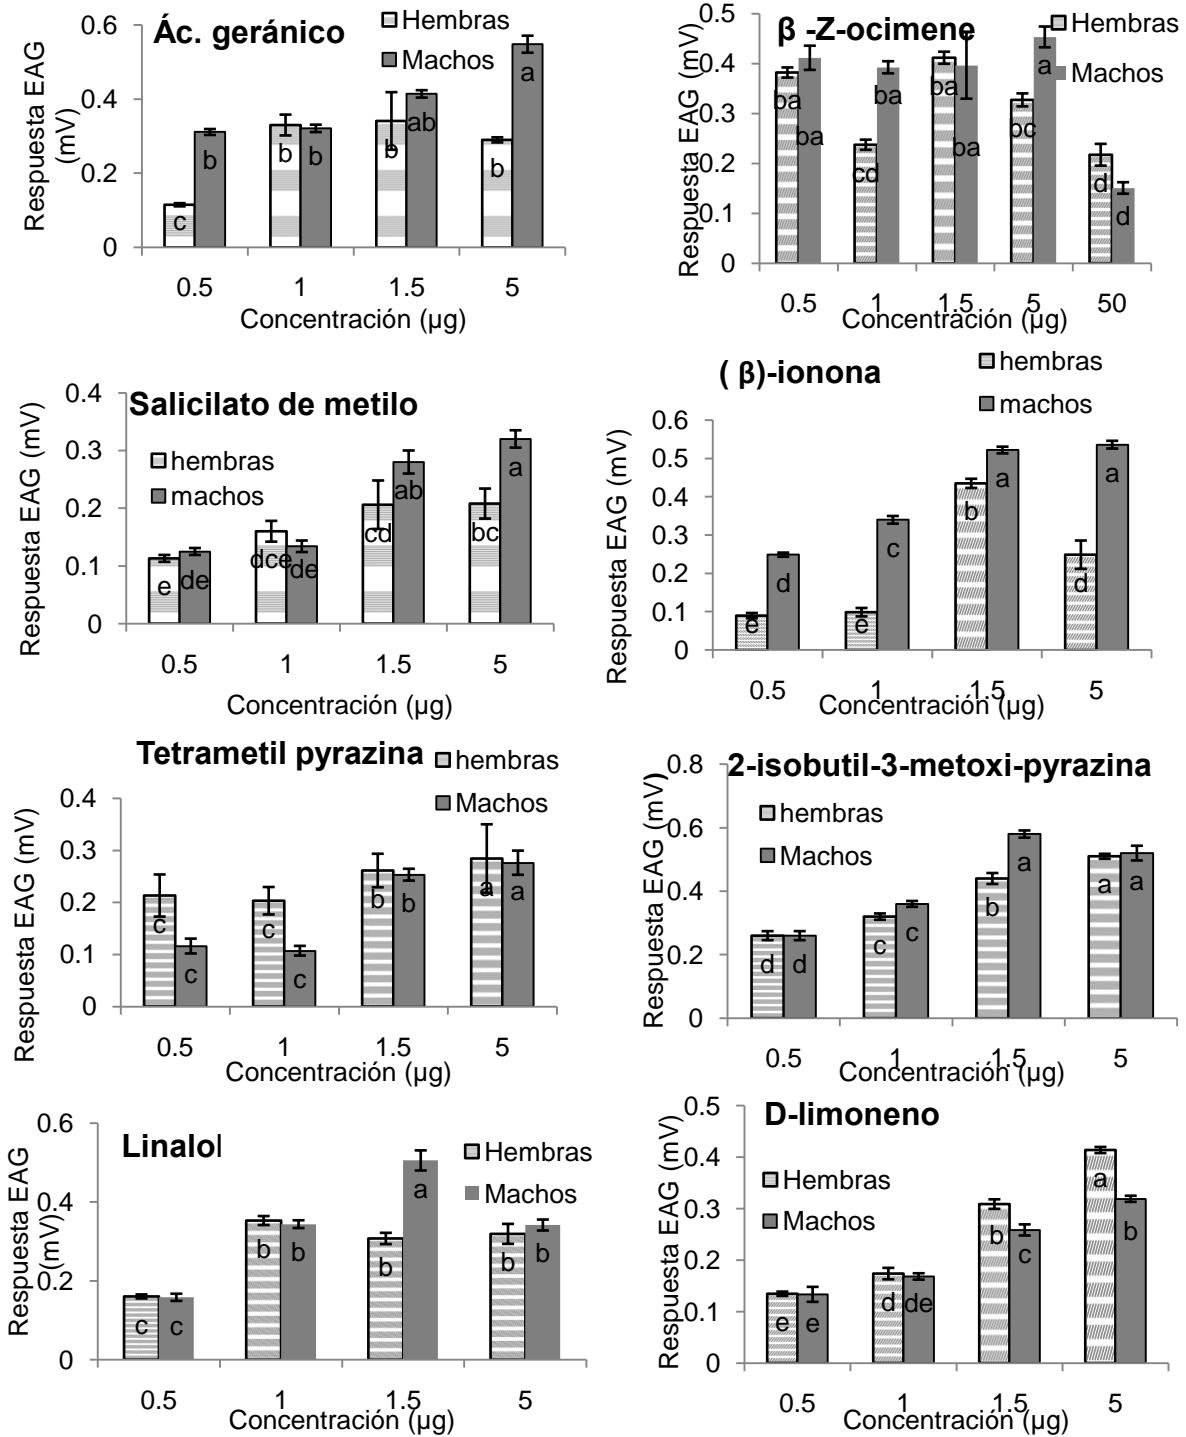 Ác. geránico
Hembras
Machos
Respuesta EAG (mV)
0.6
0.4
0.2
0
c
b
b
b
b
ab
b
a
0.5 1 1.5 5
Concentración (µg)
β -Z-ocimene
Hembras
Machos
Respuesta EAG (mV)
0.5
0.4
0.3
0.2
0.1
0
ba
ba
cd
ba
ba
ba
bc
a
d
d
0.5 1 1.5 5 50
Concentración (µg)
Salicilato de metilo
hembras
machos
Respuesta EAG (mV)
0.4
0.3
0.2
0.1
0
e
de
dce
de
cd
ab
bc
a
0.5 1 1.5 5
Concentración (µg)
( β)-ionona
hembras
machos
Respuesta EAG (mV)
0.6
0.5
0.4
0.3
0.2
0.1
0
e
d
e
c
b
a
d
a
0.5 1 1.5 5
Concentración (µg)
Tetrametil pyrazina
hembras
Machos
Respuesta EAG (mV)
0.4
0.3
0.2
0.1
0
c
c
c
c
b
b
a
a
0.5 1 1.5 5
Concentración (µg)
2-isobutil-3-metoxi-pyrazina
hembras
Machos
Respuesta EAG (mV)
0.8
0.6
0.4
0.2
0
d
d
c
c
b
a
a
a
0.5 1 1.5 5
Concentración (µg)
Linalol
Hembras
Machos
Respuesta EAG (mV)
0.6
0.4
0.2
0
c
c
b
b
b
a
b
b
0.5 1 1.5 5
Concentración (µg)
D-limoneno
Hembras
Machos
Respuesta EAG (mV)
0.5
0.4
0.3
0.2
0.1
0
e
e
d
de
b
c
a
b
0.5 1 1.5 5
Concentración (µg)